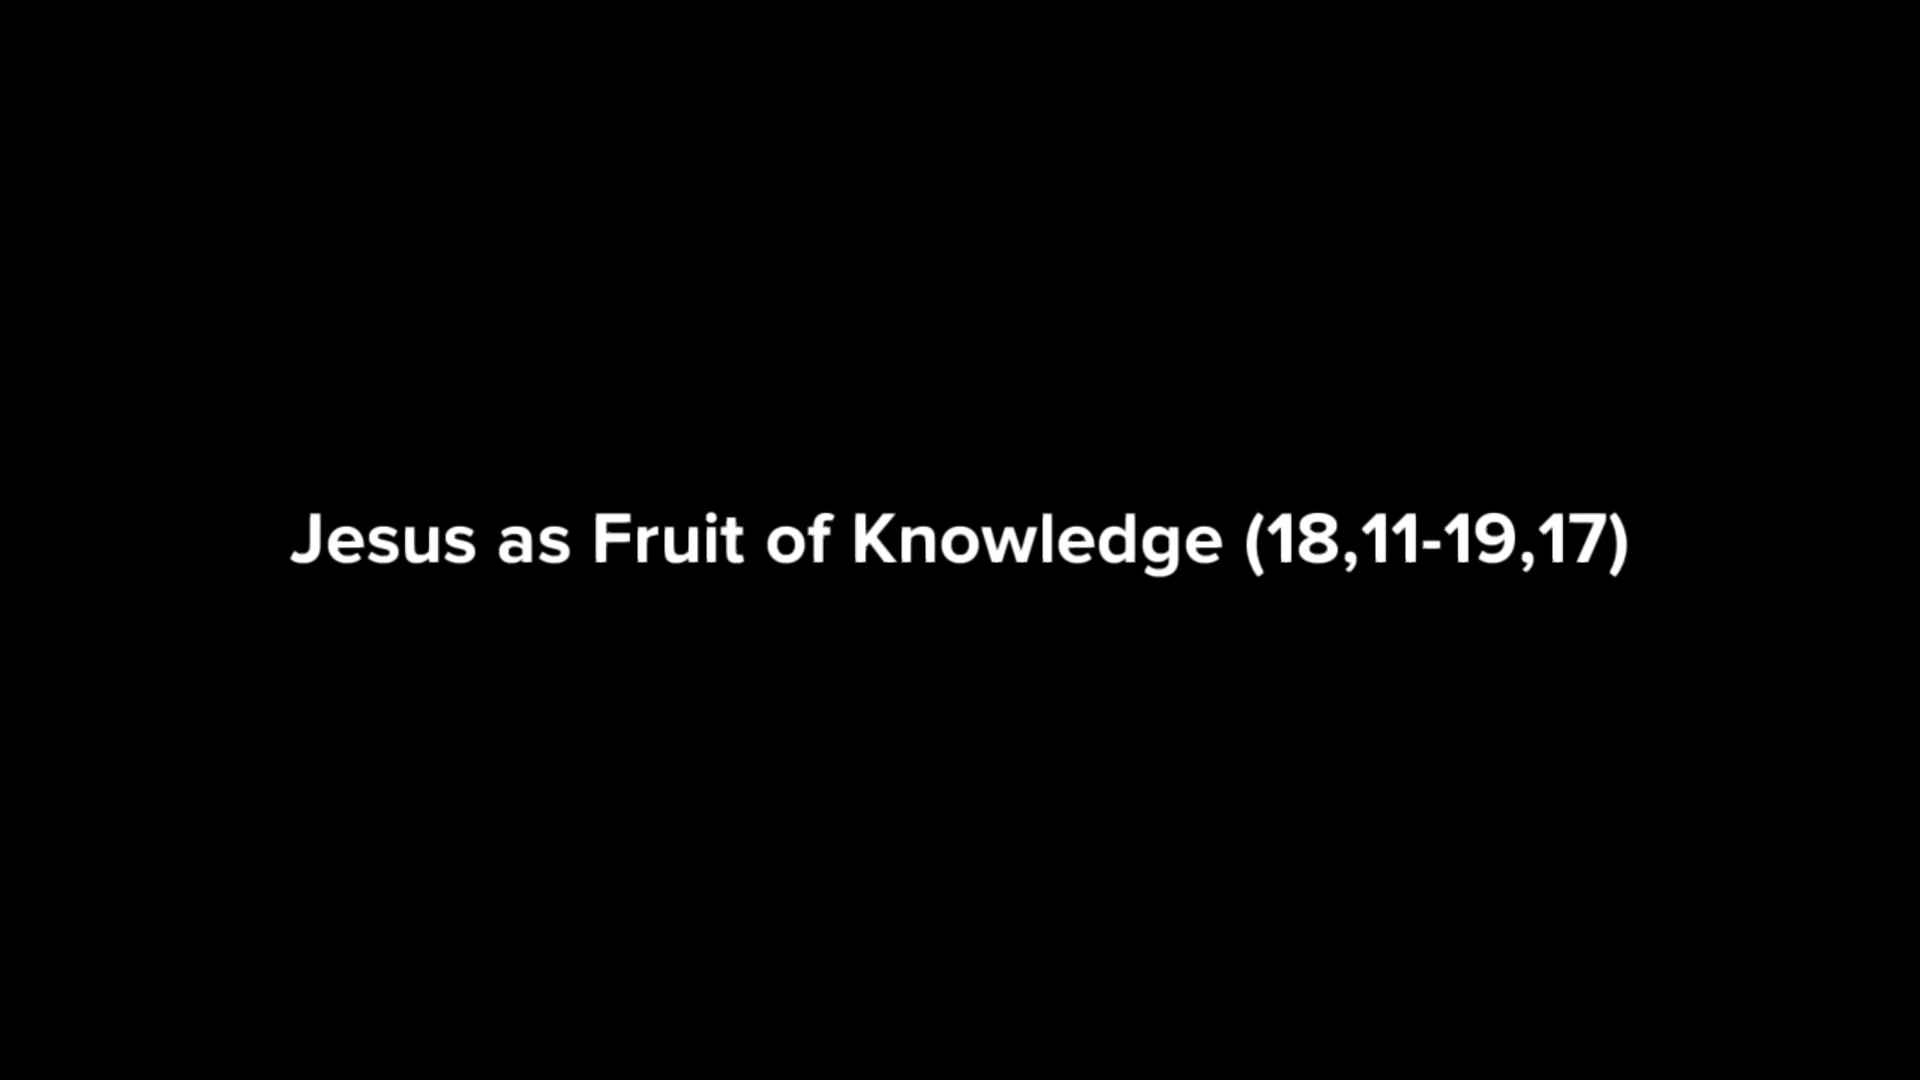 Jesus as Fruit of Knowledge (18,11-19,17)